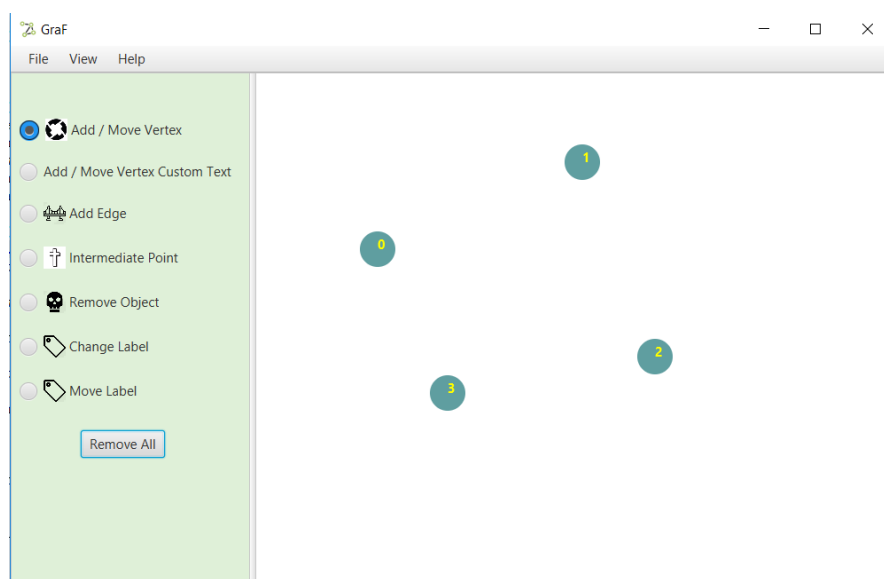 GraF
File View Help
Add / Move Vertex
Add / Move Vertex Custom Text
Add Edge
Intermediate Point
Remove Object
Change Label
Move Label
Remove All
1
0
2
3